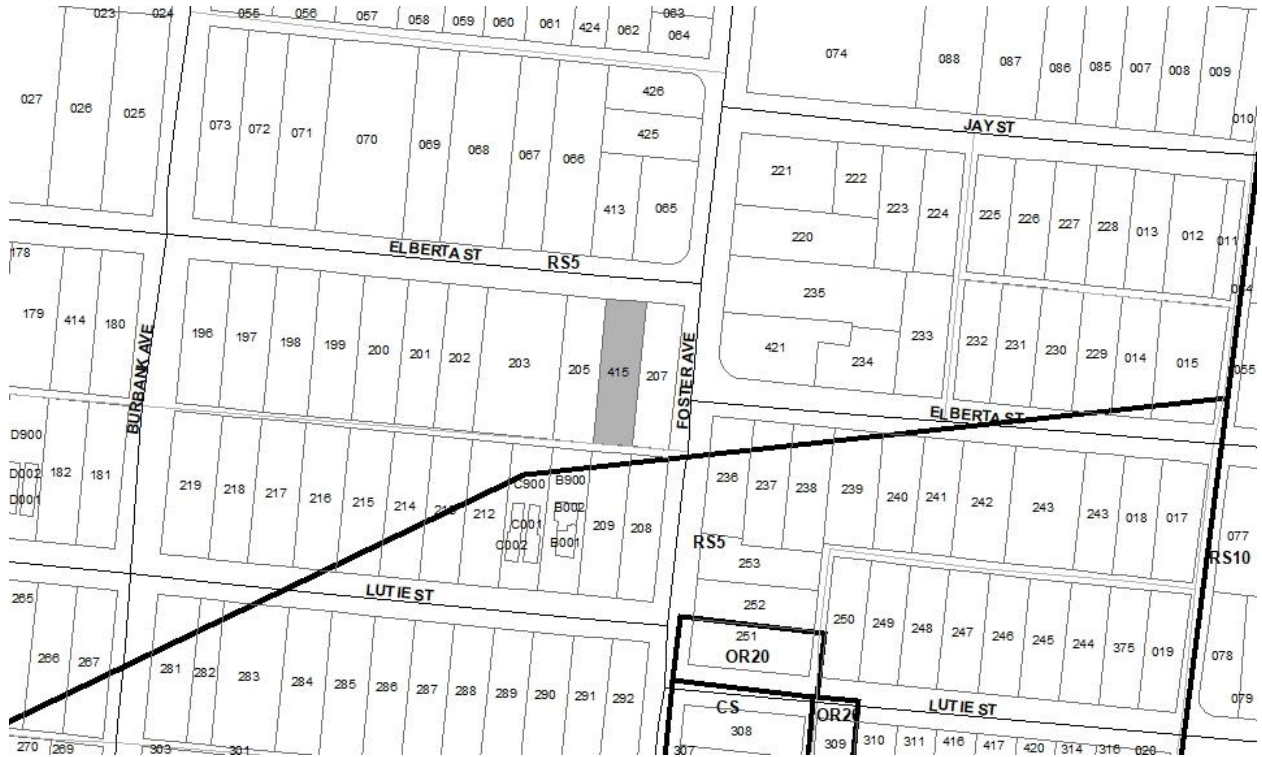 023 024 055 056 057 058 059 060 061 424 062 063
064
027 026 025
073 072 071 070 069 068 067 066
426
425
413 065
074 088 087 086 085 007 008 009
010
JAY ST
ELBERTA ST
RS5
221 222 223 224
220
225 226 227 228 013 012 011
178
179 414 180
BURBANK AVE
196 197 198 199 200 201 202 203 205 415 207
FOSTER AVE
235
421 234 233
232 231 230 229 014 015 055
ELBERTA ST
D900
D002
D001
182 181
219 218 217 216 215 214 212
C900 B900
C001 B002
C002 B001
209 208
236 237 238 239 240 241 242 243 243 018 017
077
RS5
RS10
253
252
251
OR20
LUTIE ST
250 249 248 247 246 245 244 375 019
078
079
265
266 267
281 282 283 284 285 286 287 288 289 290 291 292
CS
OR20
LUTIE ST
308
307
309 310 311 416 417 420 314 316 020
270 269 303 301